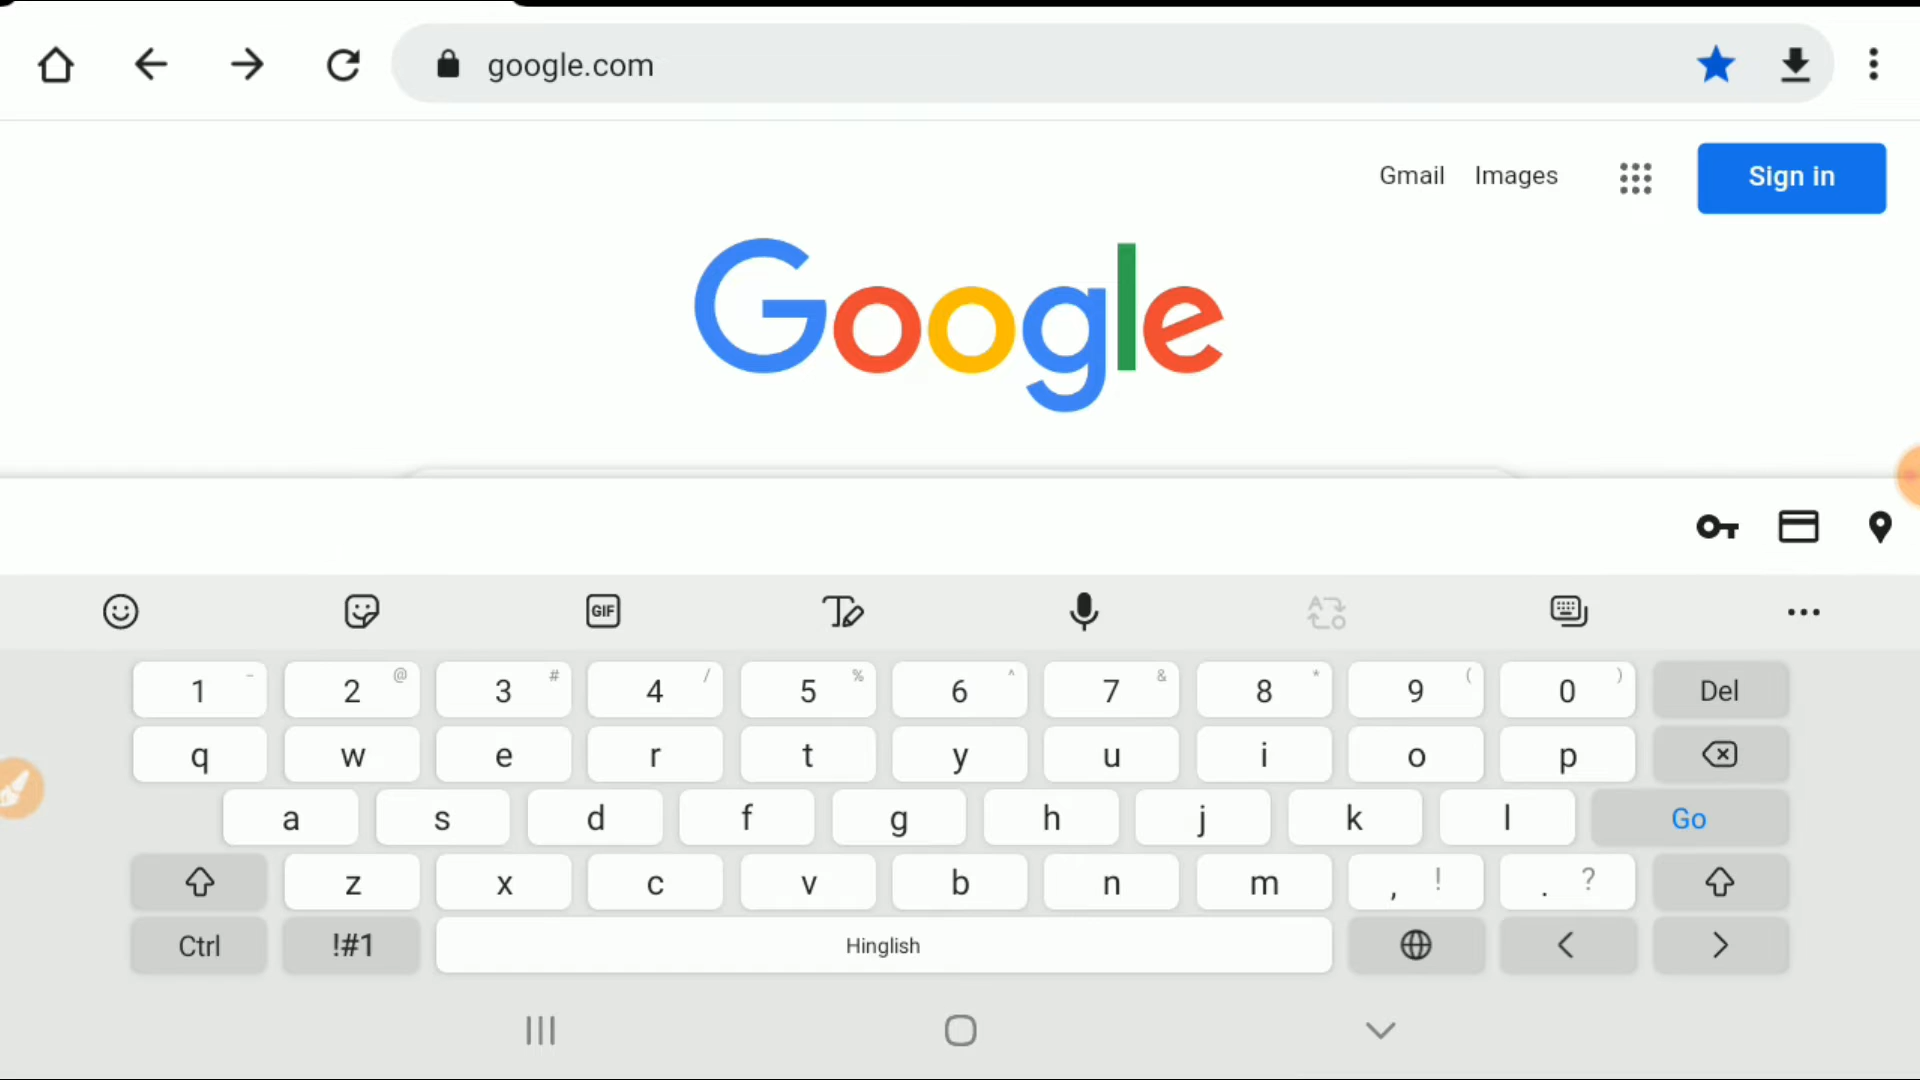 google.com
Gmail Images Sign in
Google
GIF
1 - 2 @ 3 # 4 / 5 % 6 ^ 7 & 8 * 9 ( 0 ) Del
q w e r t y u i o p
a s d f g h j k l Go
z x c v b n m , ! . ?
Ctrl !#1 Hinglish < >